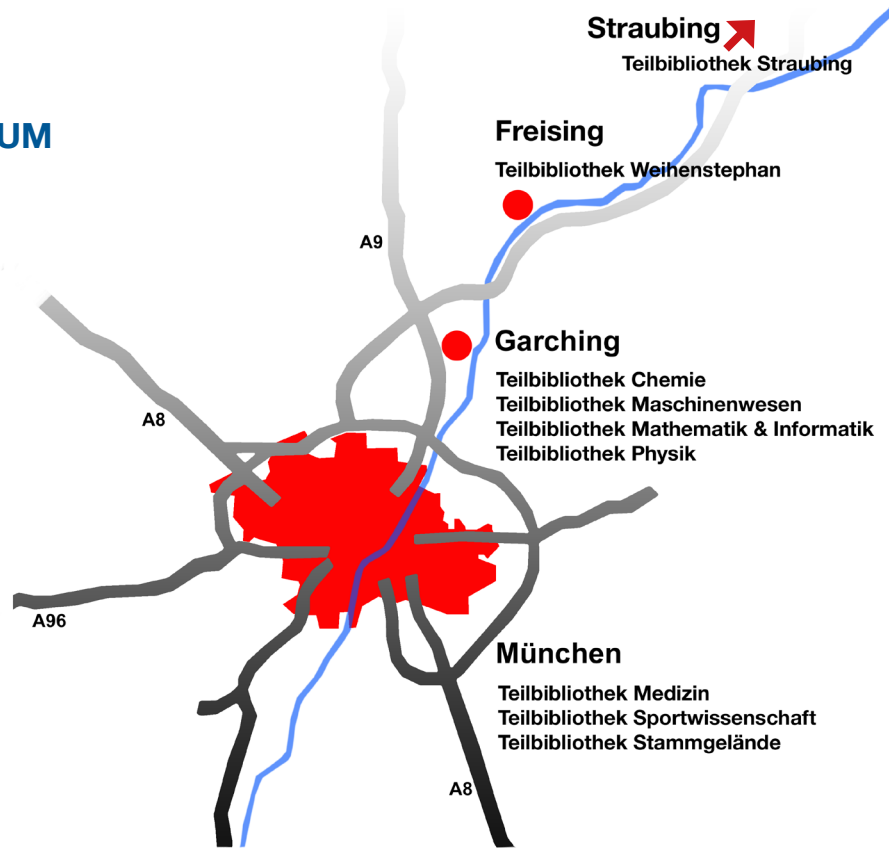 Straubing
Teilbibliothek Straubing
UM
Freising
Teilbibliothek Weihenstephan
A9
Garching
Teilbibliothek Chemie
Teilbibliothek Maschinenwesen
A8
Teilbibliothek Mathematik & Informatik
Teilbibliothek Physik
A96
München
Teilbibliothek Medizin
Teilbibliothek Sportwissenschaft
Teilbibliothek Stammgelände
A8